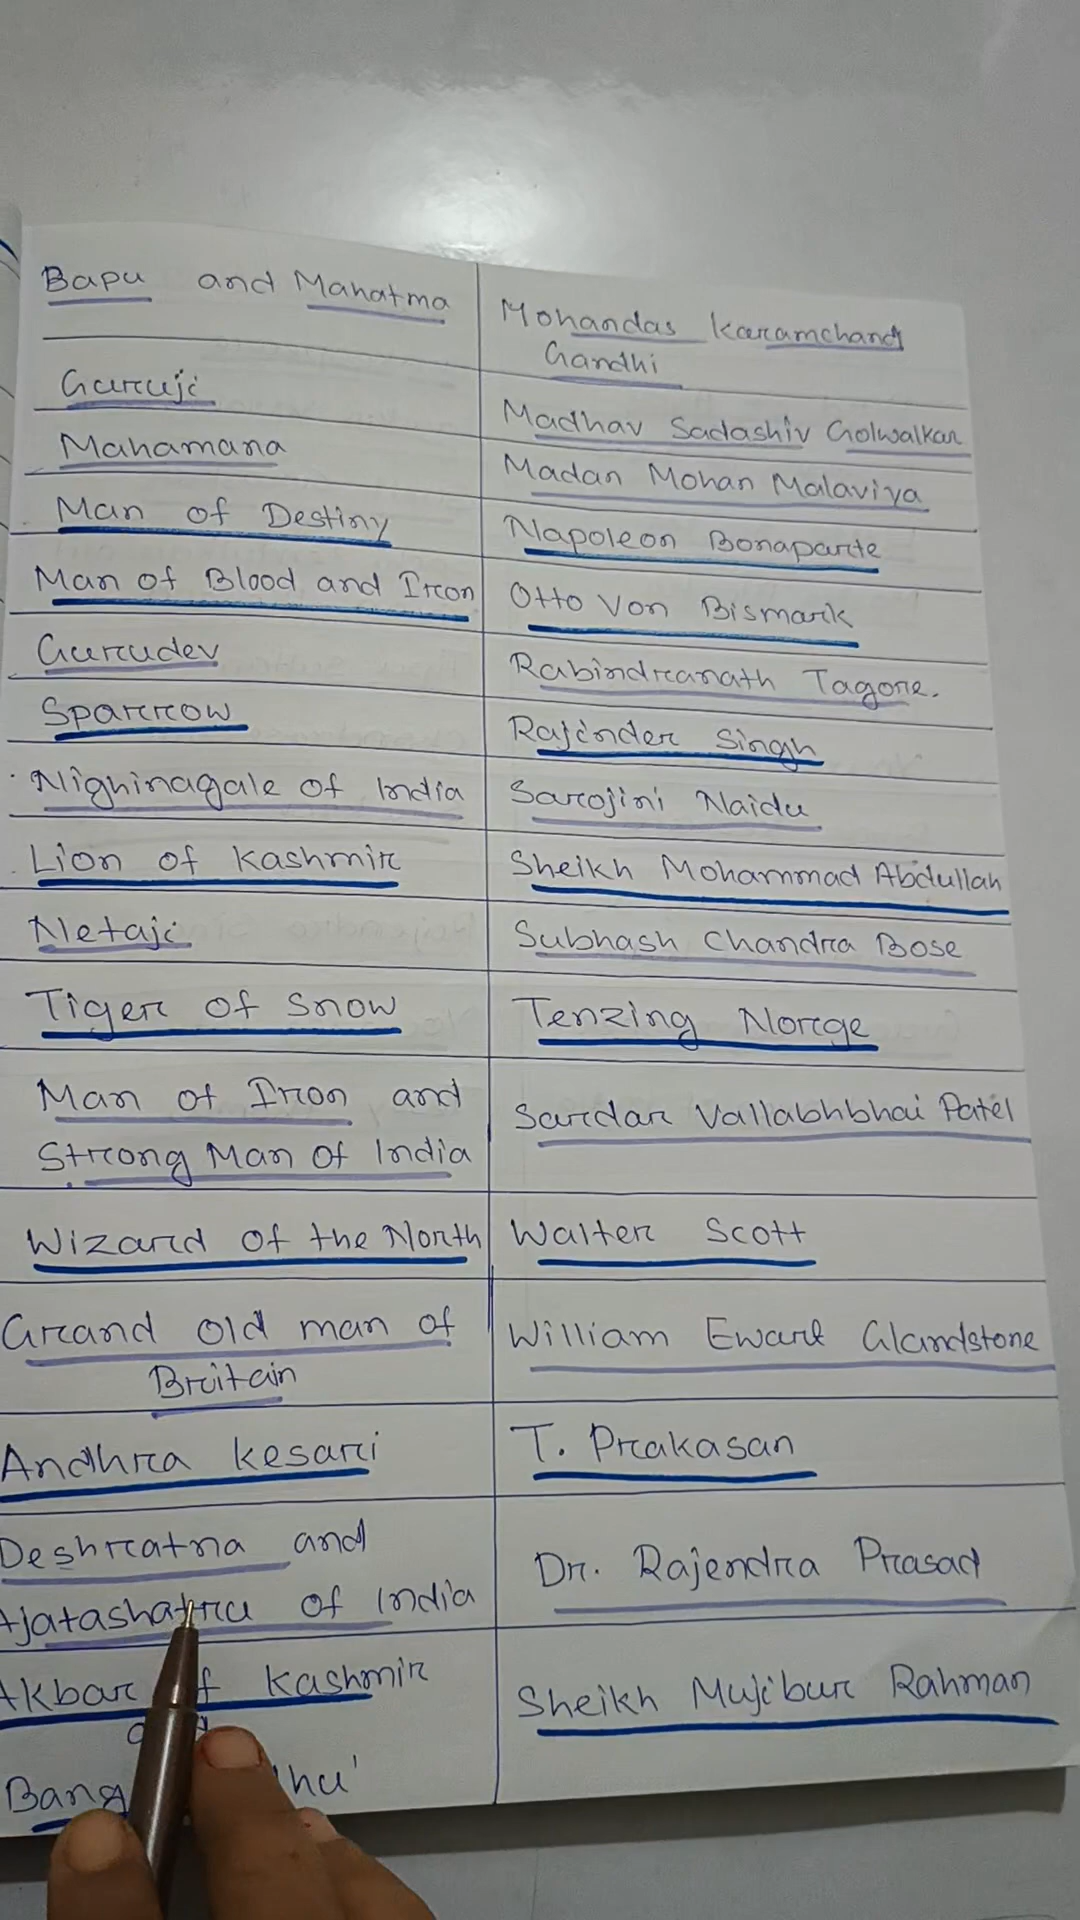 Bapu and Mahatma
Mohandas Karamchand
Gandhi
Guruji
Madhav Sadashiv Golwalkar
Mahamana
Madan Mohan Malaviya
Man of Destiny
Napoleon Bonaparte
Man of Blood and Iron
Otto Von Bismark
Gurudev
Rabindranath Tagore.
Sparrow
Rajinder Singh
Nighinagale of India
Sarojini Naidu
Lion of Kashmir
Sheikh Mohammad Abdullah
Netaji
Subhash Chandra Bose
Tiger of Snow
Tenzing Norge
Man of Iron and
Strong Man of India
Sardar Vallabhbhai Patel
Wizard of the North
Walter Scott
Grand old man of
Britain
William Ewart Glandstone
Andhra Kesari
T. Prakasan
Deshratna and
Ajatashatru of India
Dr. Rajendra Prasad
Akbar of Kashmir
Sheikh Mujibur Rahman